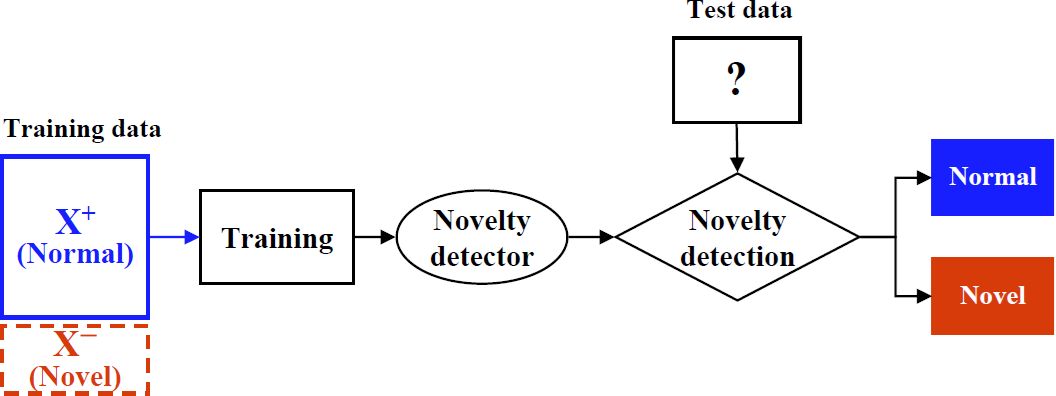 Test data
?
Training data
X+
(Normal)
Training
Novelty
detector
Novelty
detection
Normal
Novel
X−
(Novel)